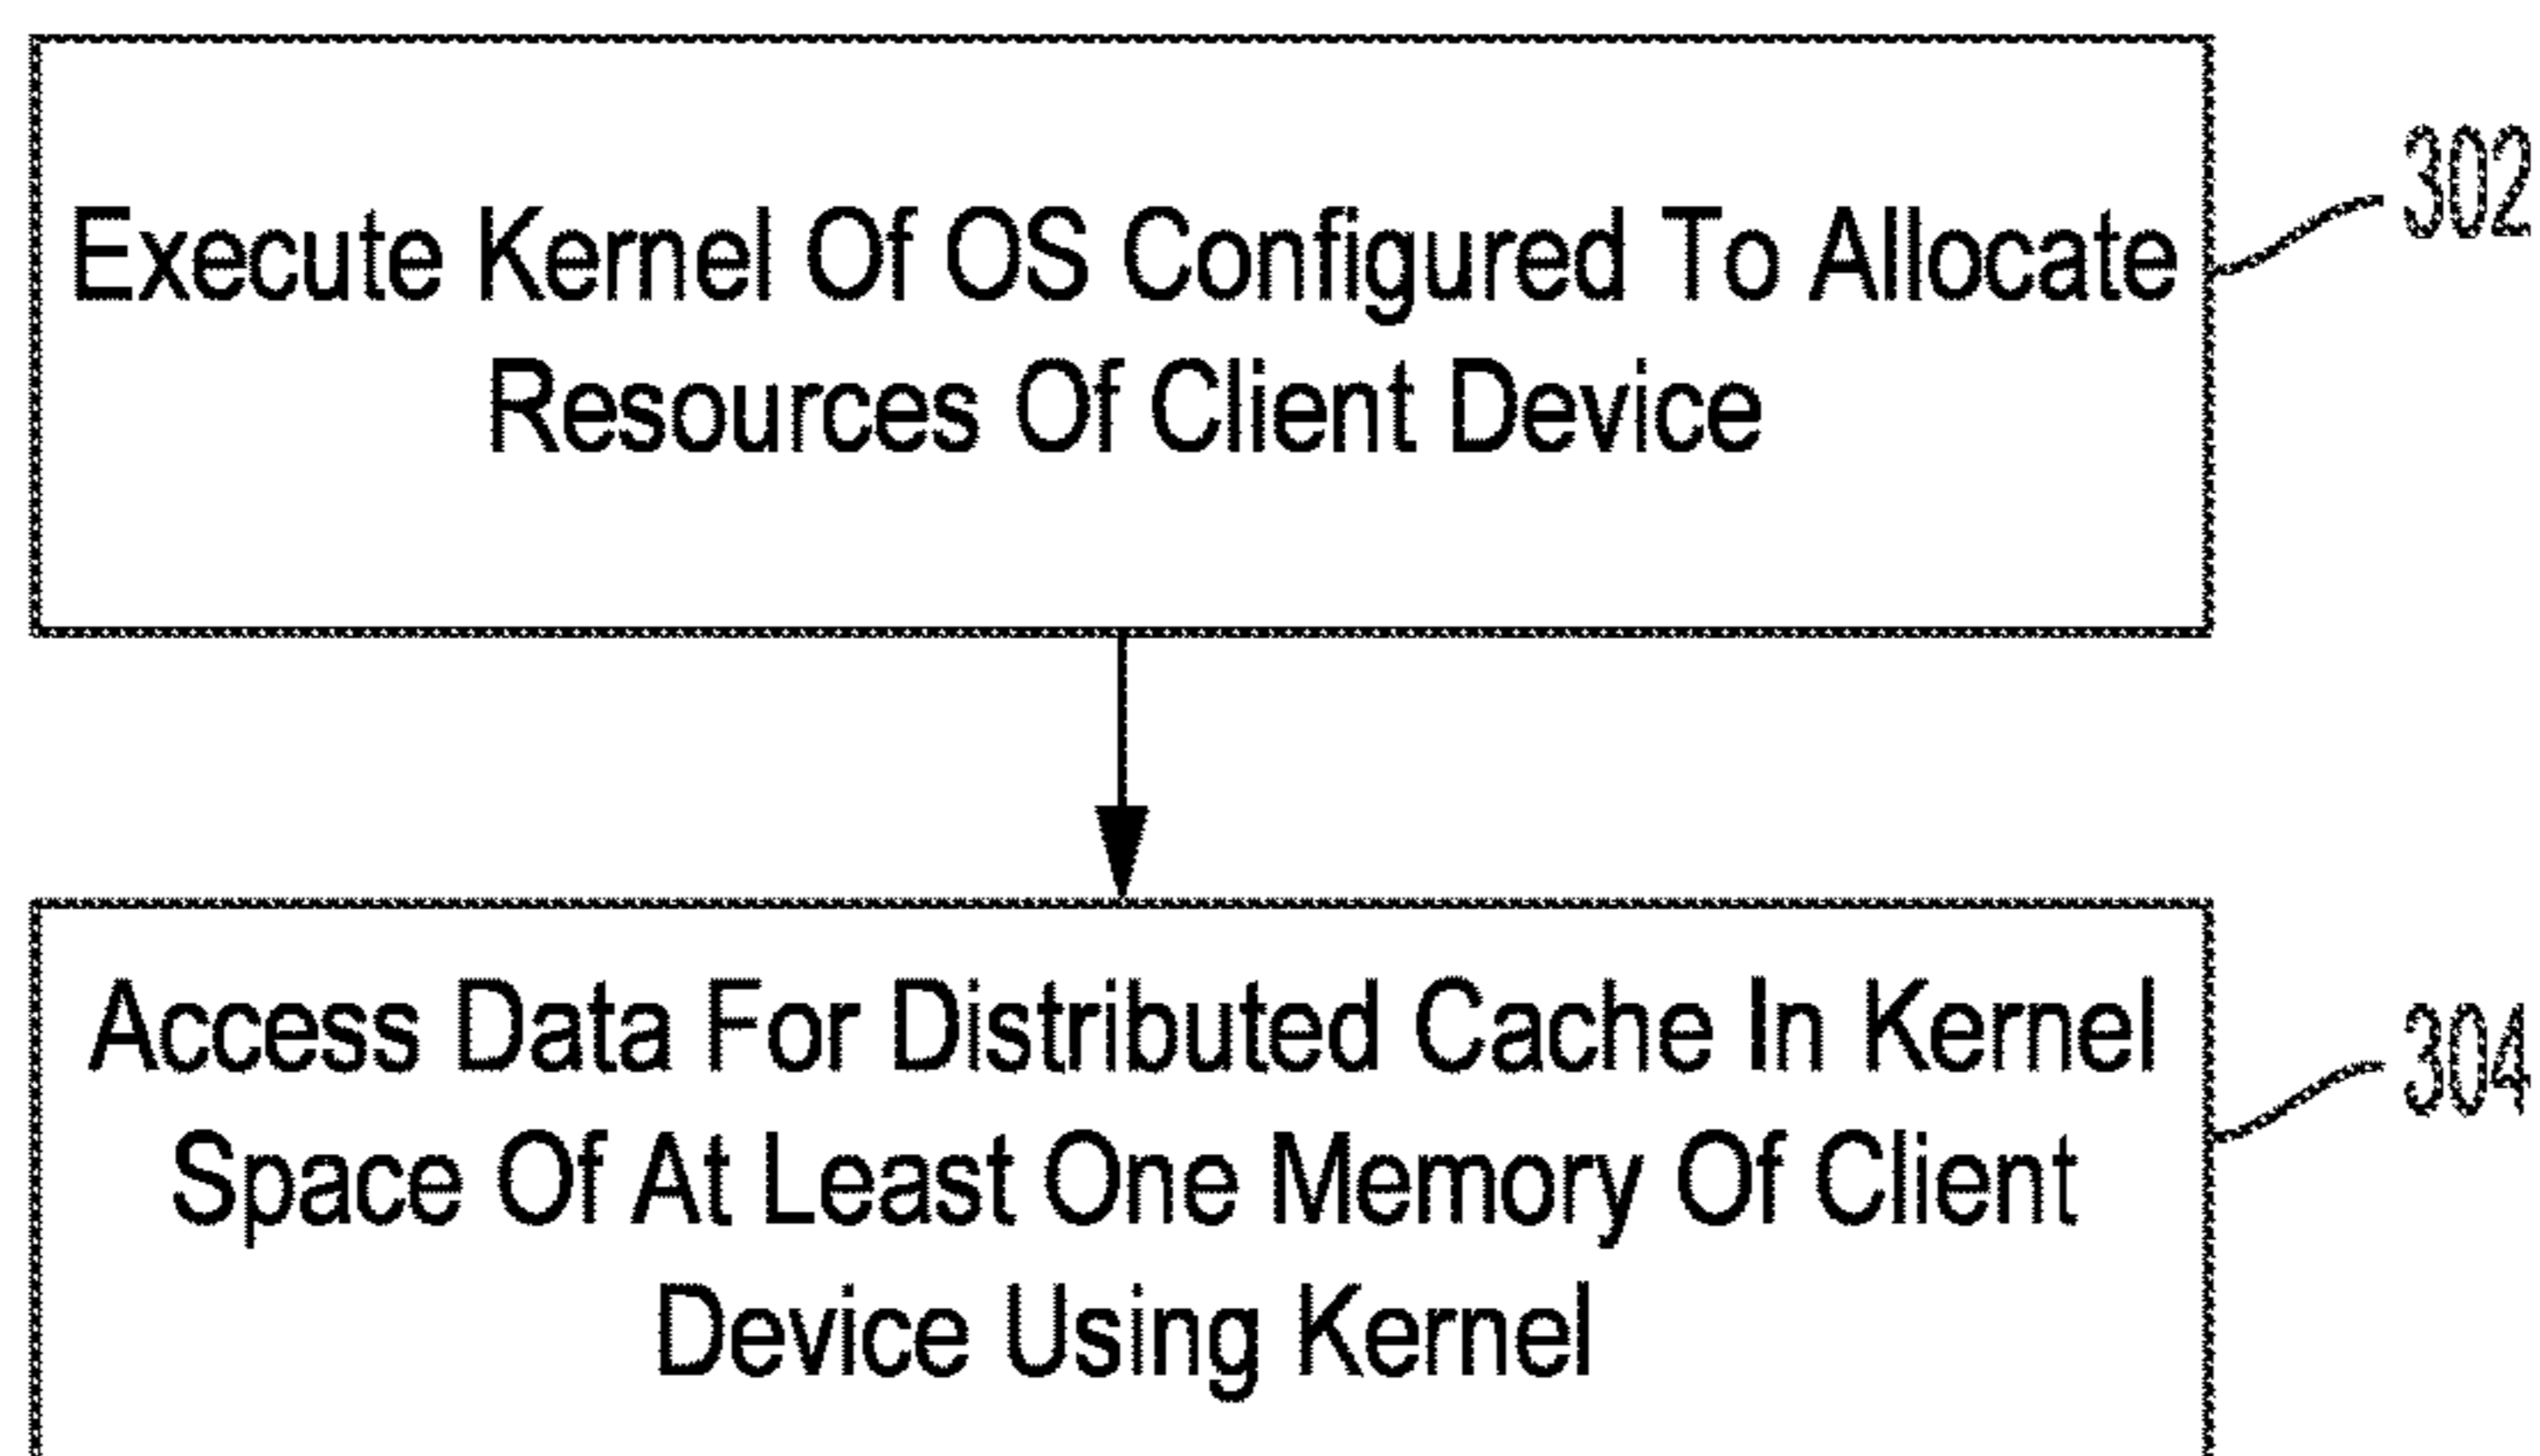 Execute Kernel Of OS Configured To Allocate
Resources Of Client Device
302
Access Data For Distributed Cache In Kernel
Space Of At Least One Memory Of Client
Device Using Kernel
304